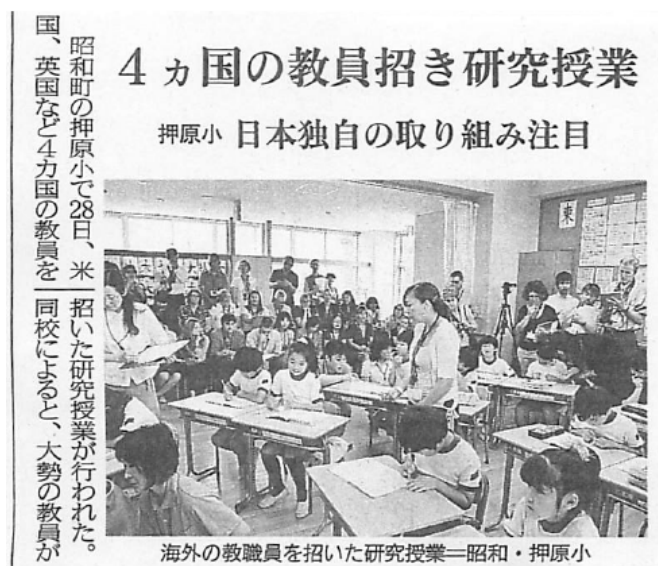 4ヵ国の教員招き研究授業
押原小 日本独自の取り組み注目
昭和町の押原小で28日、米
国、英国など4カ国の教員を
招いた研究授業が行われた。
同校によると、大勢の教員が
東
海外の教職員を招いた研究授業＝昭和・押原小